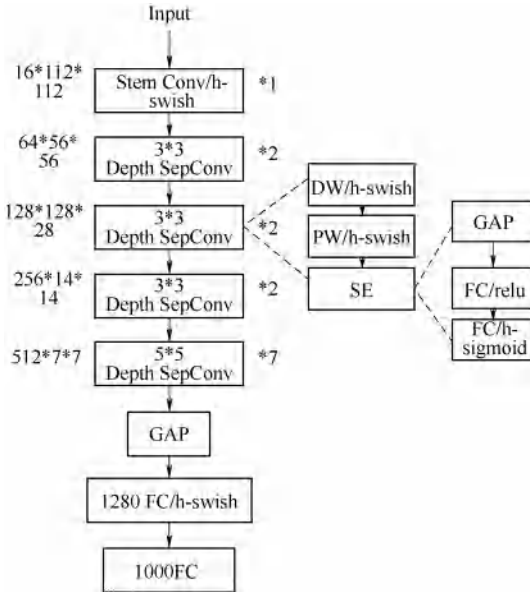 Input
16*112*
112
Stem Conv/h-
swish
*1
64*56*
56
3*3
Depth SepConv
*2
128*128*
28
3*3
Depth SepConv
*2
256*14*
14
3*3
Depth SepConv
*2
512*7*7
5*5
Depth SepConv
*7
GAP
1280 FC/h-swish
1000FC
DW/h-swish
PW/h-swish
SE
GAP
FC/relu
FC/h-
sigmoid